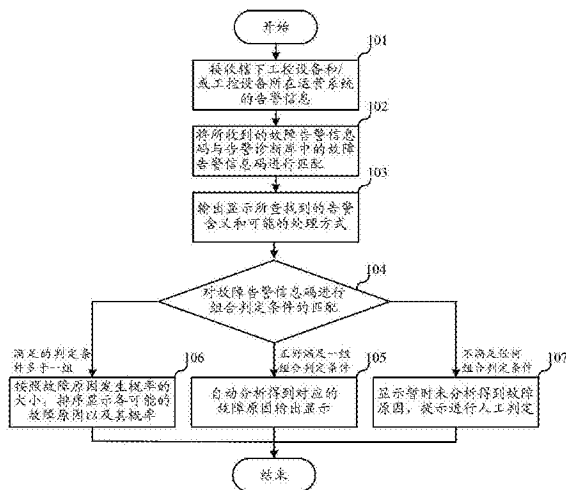 开始
101
接收辖下工控设备和/
或工控设备所在运营系统
的告警信息
102
将所收到的故障告警信息
码与告警诊断库中的故障
告警信息码进行匹配
103
输出显示所查找到的告警
含义和可能的处理方式
104
对故障告警信息码进行
组合判定条件的匹配
满足的判定条
件多于一组
106
正好满足一组
组合判定条件
105
不满足任何
组合判定条件
107
按照故障原因发生概率的
大小，排序显示各可能的
故障原因以及其概率
自动分析得到对应的
故障原因输出显示
显示暂时未分析得到故障
原因，提示进行人工判定
结束